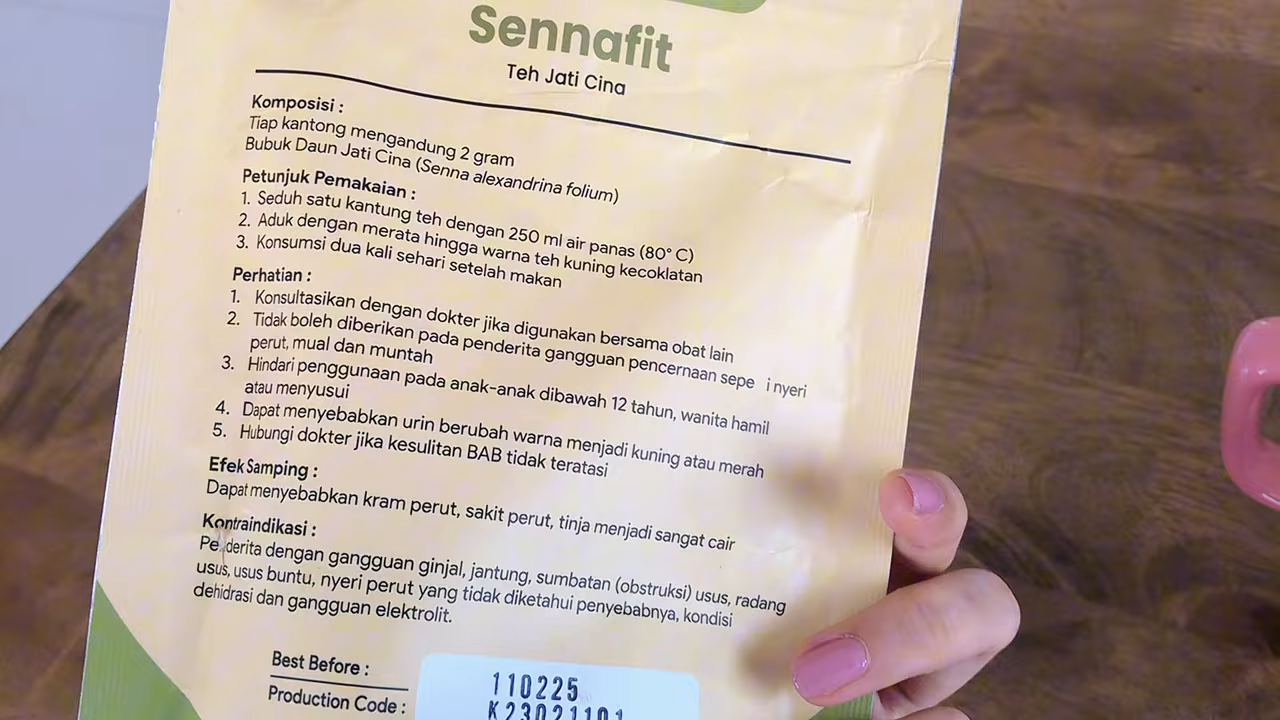 Sennafit
Teh Jati Cina
Komposisi :
Tiap kantong mengandung 2 gram
Bubuk Daun Jati Cina (Senna alexandrina folium)
Petunjuk Pemakaian :
1. Seduh satu kantung teh dengan 250 ml air panas (80° C)
2. Aduk dengan merata hingga warna teh kuning kecoklatan
3. Konsumsi dua kali sehari setelah makan
Perhatian :
1. Konsultasikan dengan dokter jika digunakan bersama obat lain
2. Tidak boleh diberikan pada penderita gangguan pencernaan sepe i nyeri
perut, mual dan muntah
3. Hindari penggunaan pada anak-anak dibawah 12 tahun, wanita hamil
atau menyusui
4. Dapat menyebabkan urin berubah warna menjadi kuning atau merah
5. Hubungi dokter jika kesulitan BAB tidak teratasi
Efek Samping :
Dapat menyebabkan kram perut, sakit perut, tinja menjadi sangat cair
Kontraindikasi :
Pe derita dengan gangguan ginjal, jantung, sumbatan (obstruksi) usus, radang
usus, usus buntu, nyeri perut yang tidak diketahui penyebabnya, kondisi
dehidrasi dan gangguan elektrolit.
Best Before : 110225
Production Code : K23021101